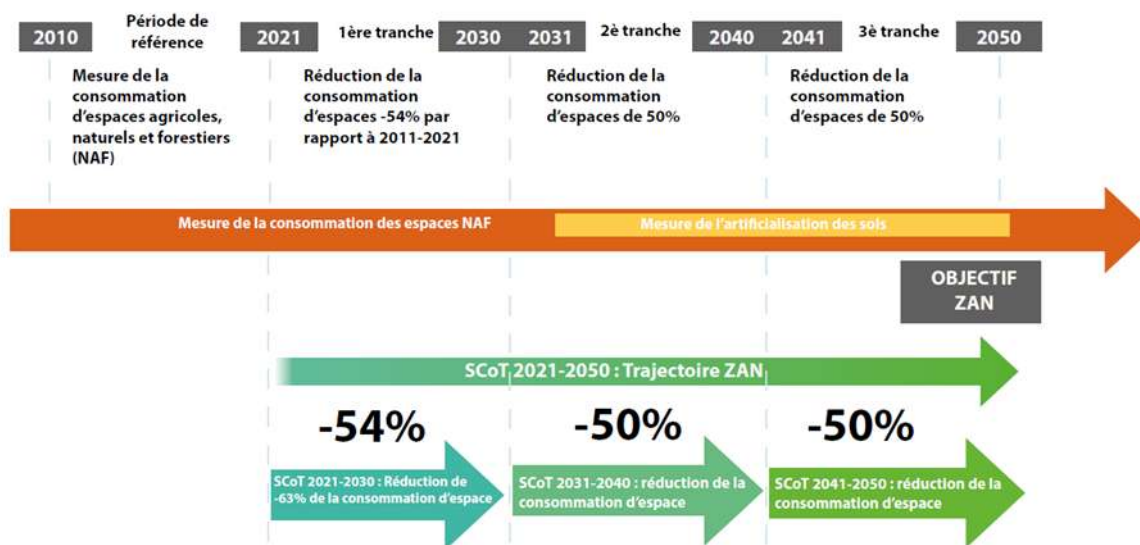 2010
Période de
référence
2021
1ère tranche
2030
2031
2è tranche
2040
2041
3è tranche
2050
Mesure de la
consommation
d'espaces agricoles,
naturels et forestiers
(NAF)
Réduction de la
consommation
d'espaces -54% par
rapport à 2011-2021
Réduction de la
consommation
d'espaces de 50%
Réduction de la
consommation
d'espaces de 50%
Mesure de la consommation des espaces NAF
Mesure de l'artificialisation des sols
OBJECTIF
ZAN
SCoT 2021-2050 : Trajectoire ZAN
-54%
-50%
-50%
SCoT 2021-2030 : Réduction de
-63% de la consommation d'espace
SCoT 2031-2040 : réduction de la
consommation d'espace
SCoT 2041-2050 : réduction de la
consommation d'espace